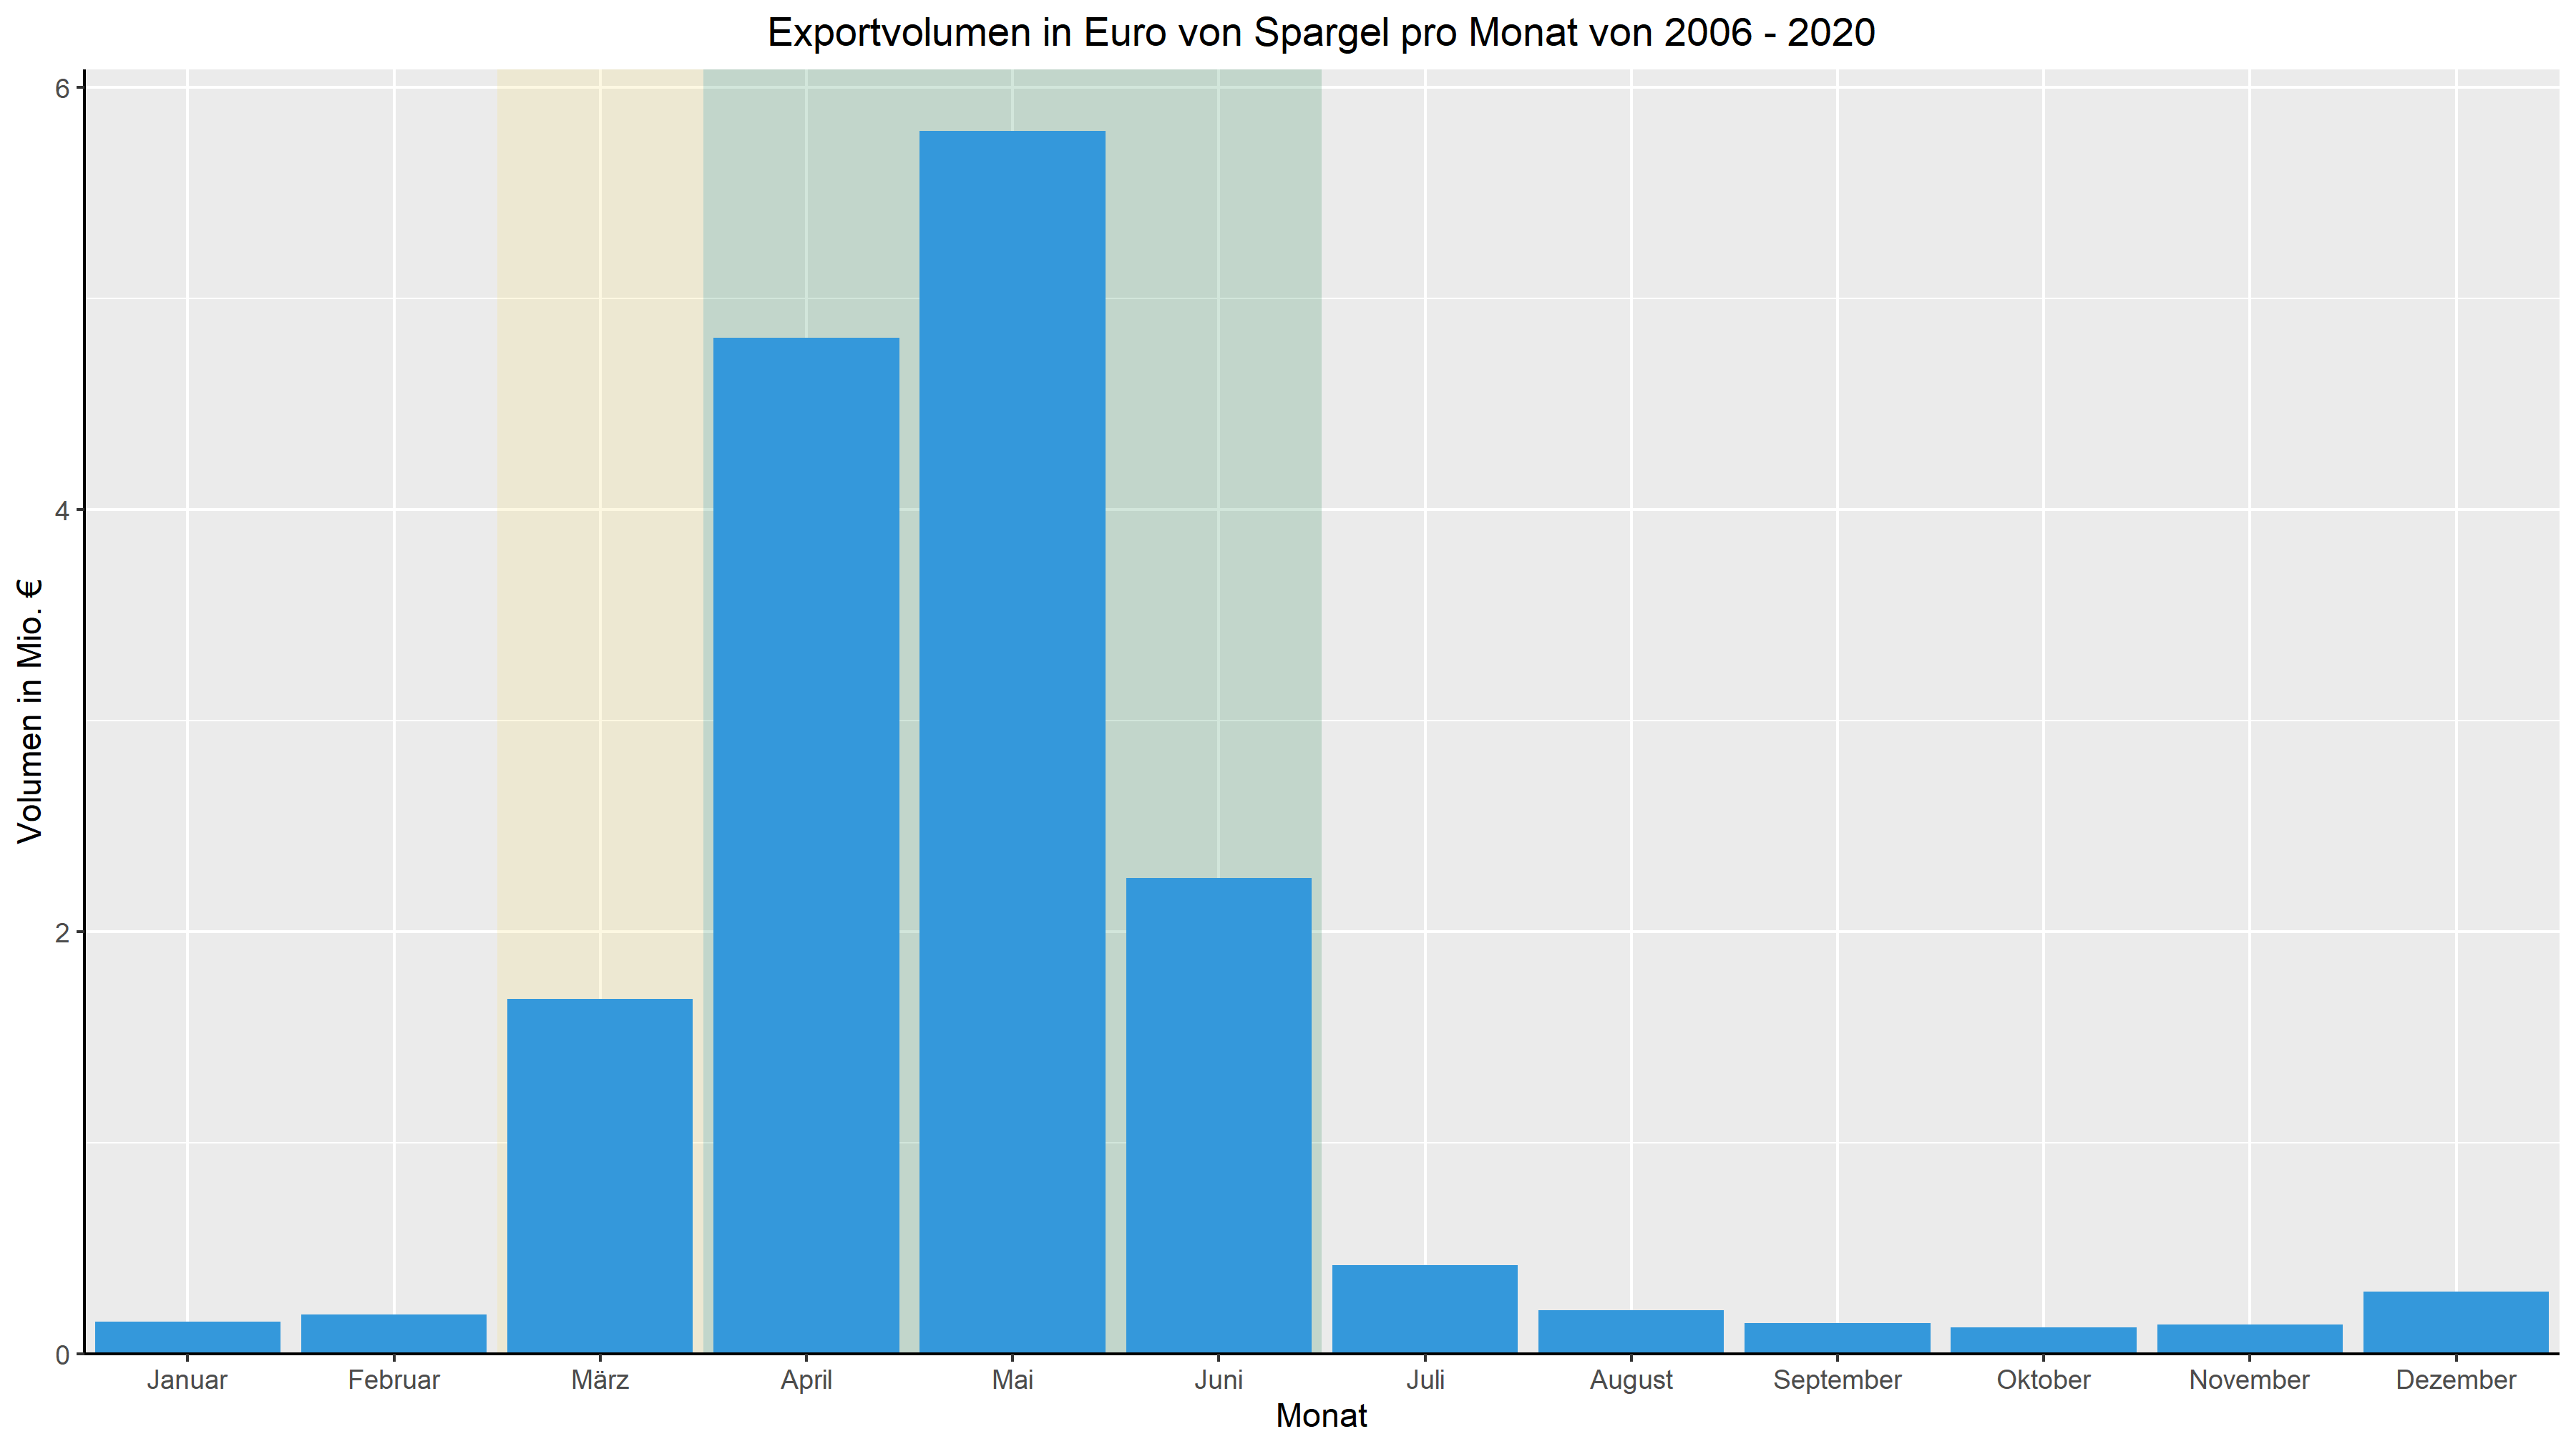 Exportvolumen in Euro von Spargel pro Monat von 2006 - 2020
Volumen in Mio. €
6
4
2
0
Januar Februar März April Mai Juni Juli August September Oktober November Dezember
Monat